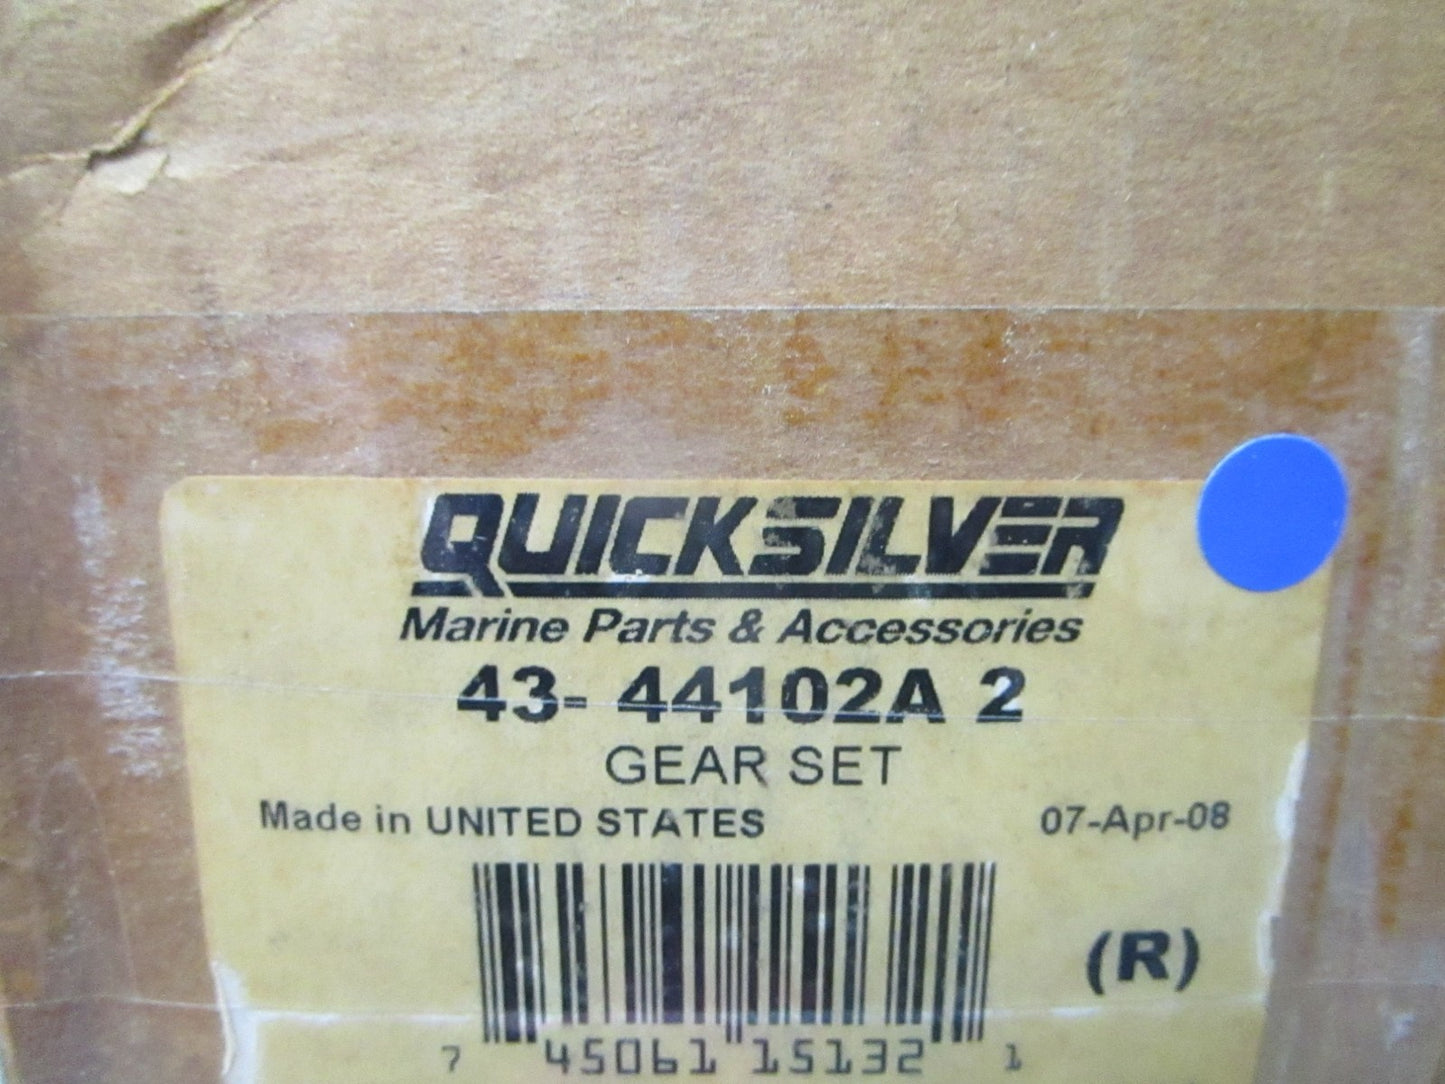 QUICKSILVER
Marine Parts & Accessories
43- 44102A 2
GEAR SET
Made in UNITED STATES 07-Apr-08
(R)
7 45061 15132 1